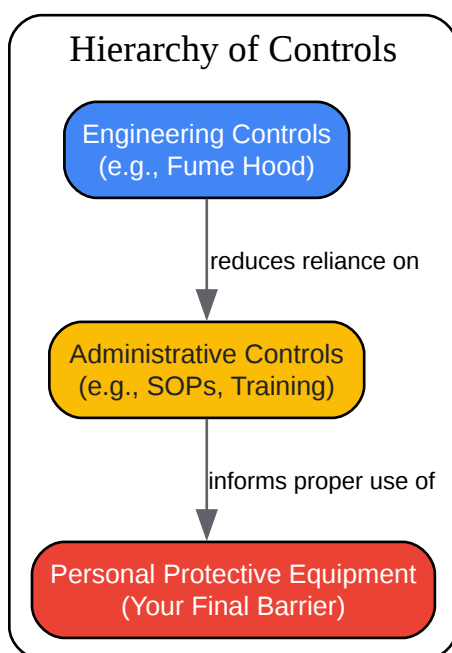 Hierarchy of Controls
Engineering Controls
(e.g., Fume Hood)
reduces reliance on
Administrative Controls
(e.g., SOPs, Training)
informs proper use of
Personal Protective Equipment
(Your Final Barrier)